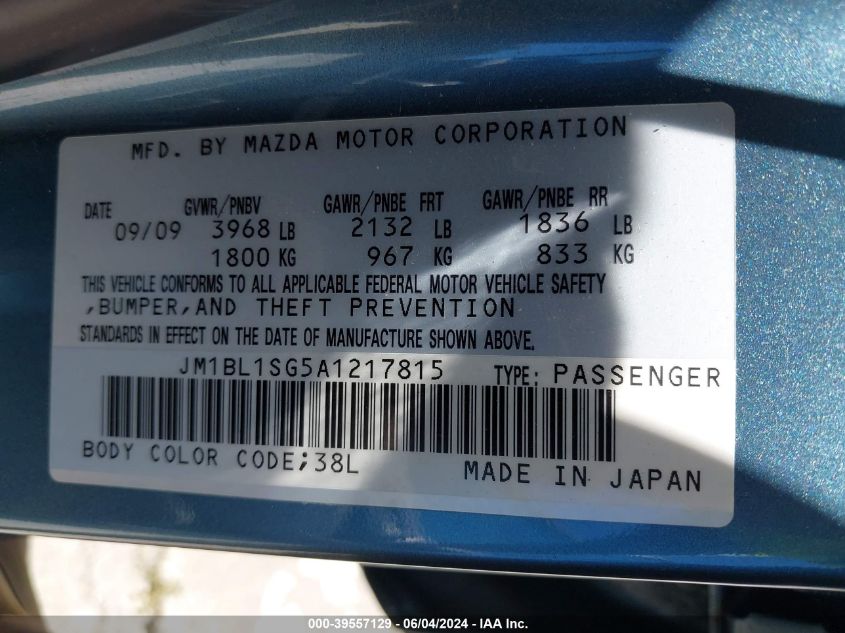 MFD. BY MAZDA MOTOR CORPORATION
DATE GVWR/PNBV GAWR/PNBE FRT GAWR/PNBE RR
09/09 3968 LB 2132 LB 1836 LB
1800 KG 967 KG 833 KG
THIS VEHICLE CONFORMS TO ALL APPLICABLE FEDERAL MOTOR VEHICLE SAFETY
,BUMPER,AND THEFT PREVENTION
STANDARDS IN EFFECT ON THE DATE OF MANUFACTURE SHOWN ABOVE.
JM1BL1SG5A1217815 TYPE: PASSENGER
BODY COLOR CODE;38L MADE IN JAPAN
000-39557129 - 06/04/2024 - IAA Inc.